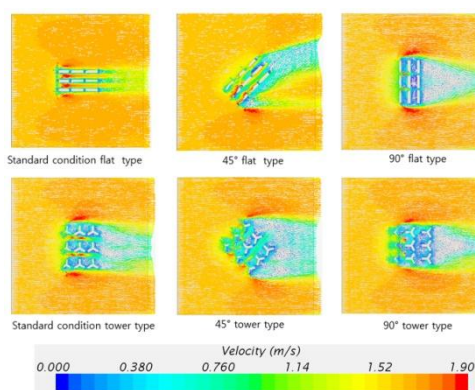 Standard condition flat type
45° flat type
90° flat type
Standard condition tower type
45° tower type
90° tower type
Velocity (m/s)
0.000 0.380 0.760 1.14 1.52 1.90